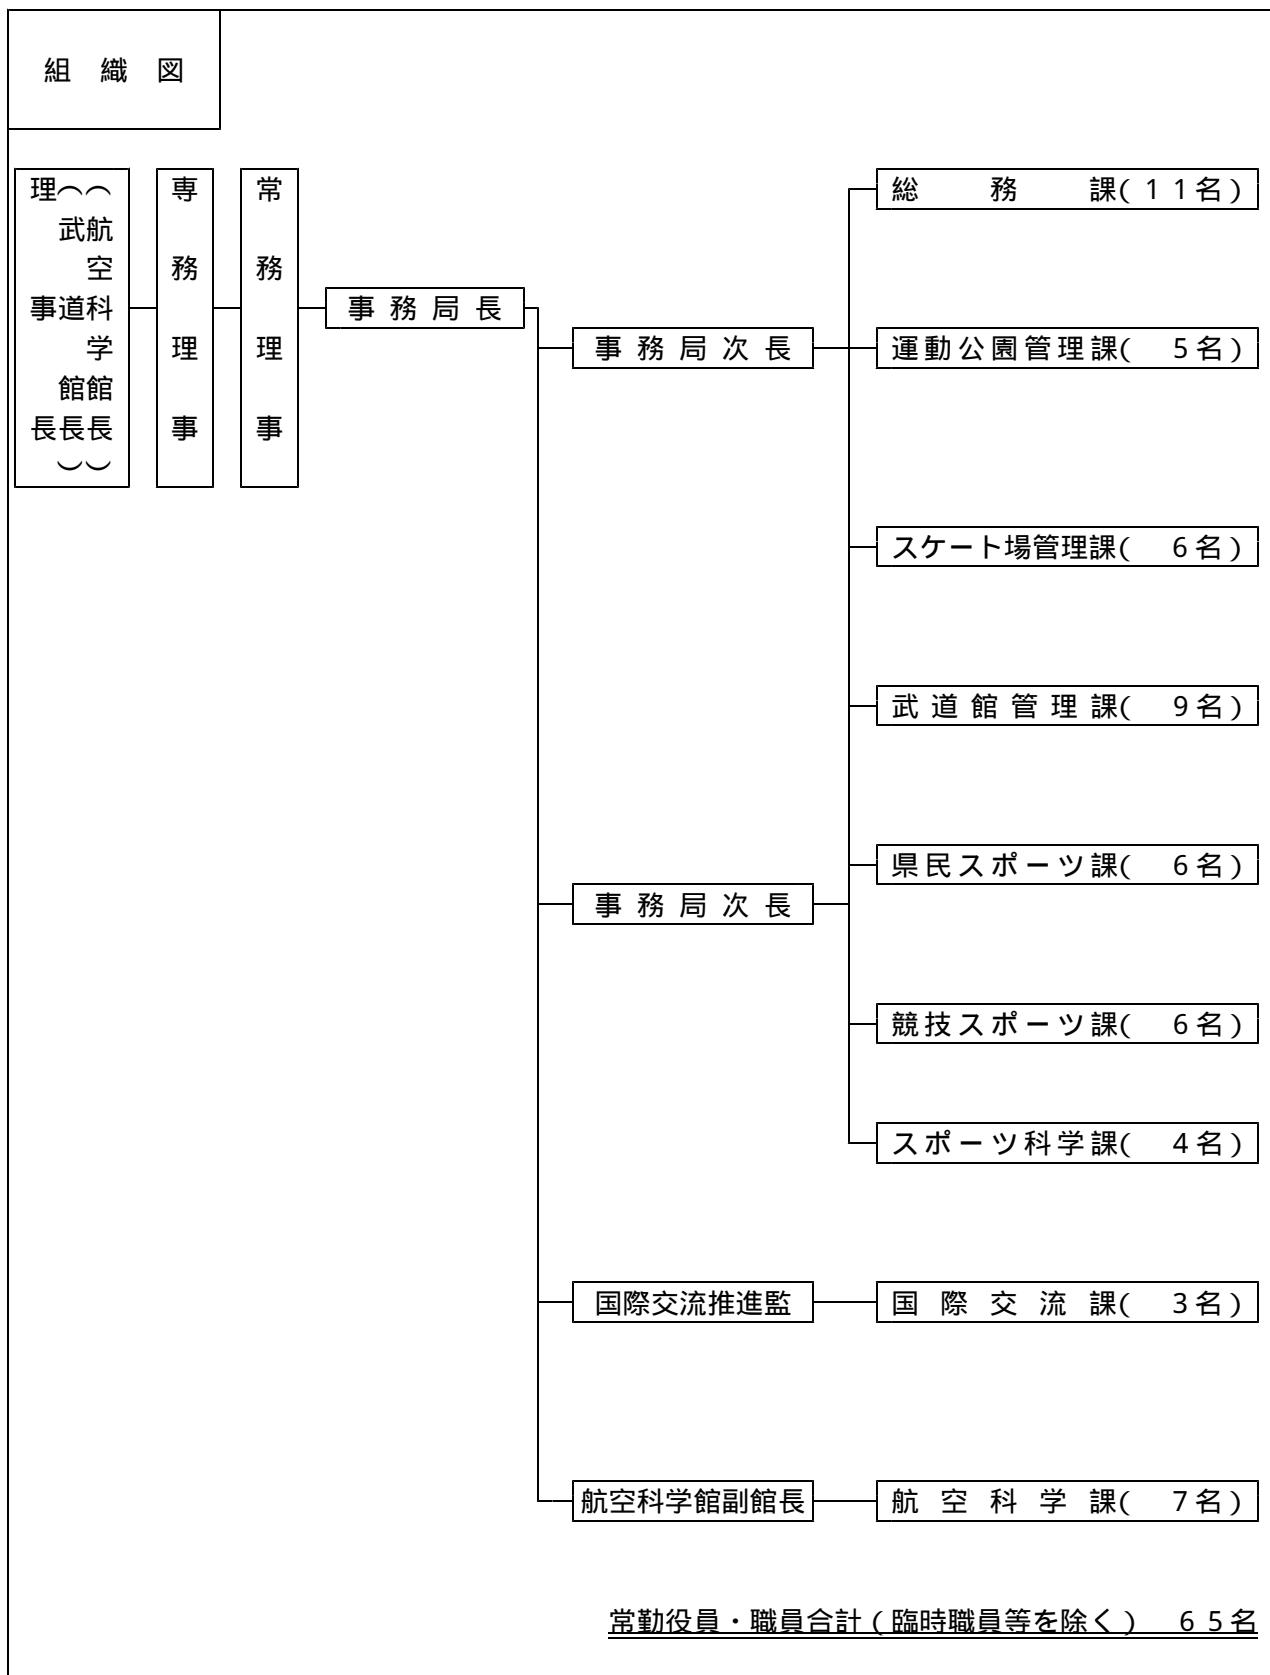 組織図
理事長
（武道館館長）
（航空科学館長）
専務理事
常務理事
事務局長
事務局次長
総務課(１１名)
運動公園管理課(　５名)
スケート場管理課(　６名)
武道館管理課(　９名)
県民スポーツ課(　６名)
事務局次長
競技スポーツ課(　６名)
スポーツ科学課(　４名)
国際交流推進監
国際交流課(　３名)
航空科学館副館長
航空科学課(　７名)
常勤役員・職員合計（臨時職員等を除く）　６５名